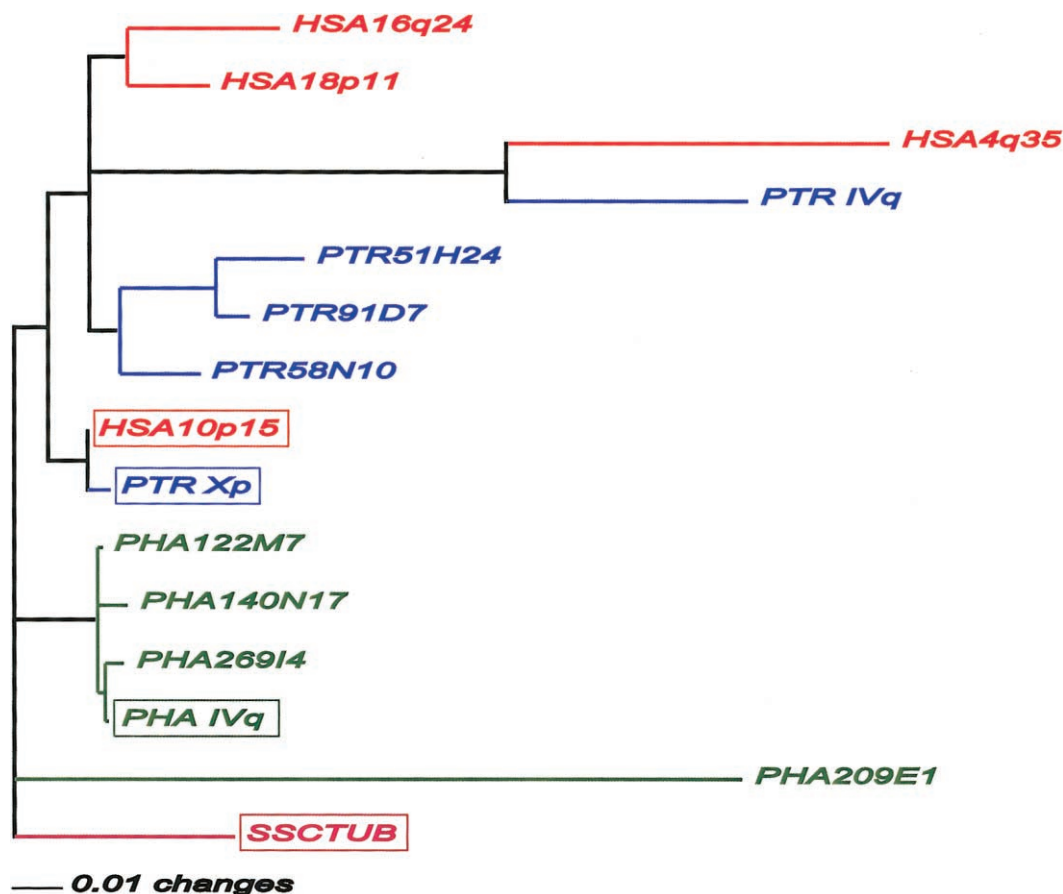 HSA16q24
HSA18p11
HSA4q35
PTR IVq
PTR51H24
PTR91D7
PTR58N10
HSA10p15
PTR Xp
PHA122M7
PHA140N17
PHA269I4
PHA IVq
PHA209E1
SSCTUB
0.01 changes